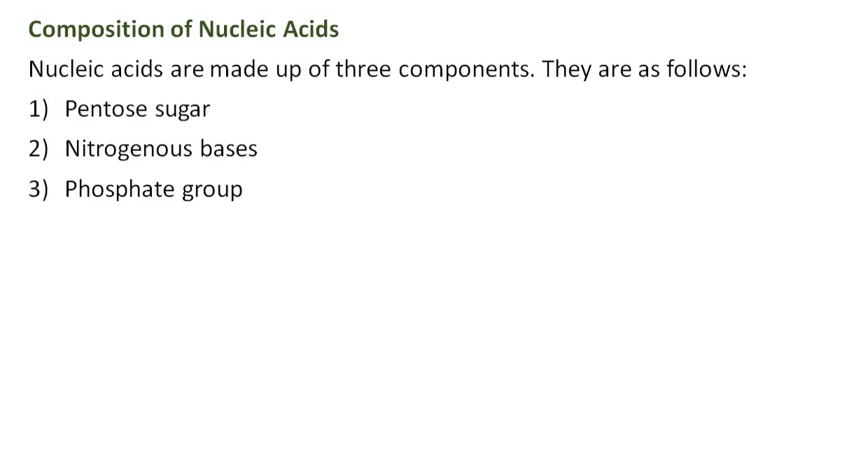 Composition of Nucleic Acids
Nucleic acids are made up of three components. They are as follows:
1) Pentose sugar
2) Nitrogenous bases
3) Phosphate group